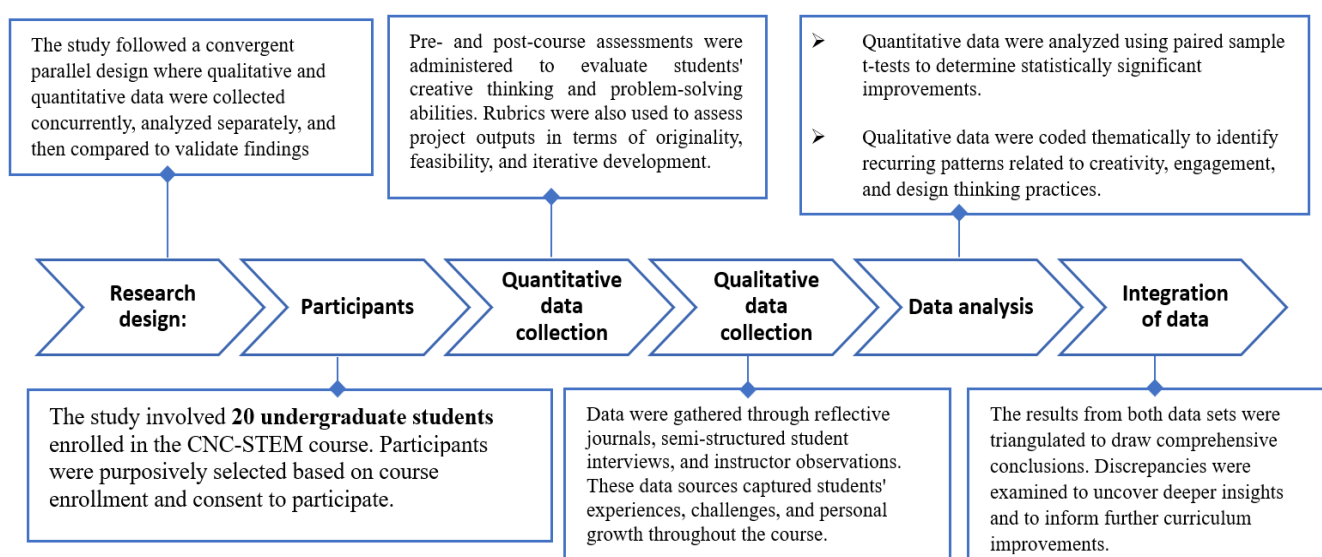 The study followed a convergent
parallel design where qualitative and
quantitative data were collected
concurrently, analyzed separately, and
then compared to validate findings
Pre- and post-course assessments were
administered to evaluate students'
creative thinking and problem-solving
abilities. Rubrics were also used to assess
project outputs in terms of originality,
feasibility, and iterative development.
➢ Quantitative data were analyzed using paired sample
t-tests to determine statistically significant
improvements.
➢ Qualitative data were coded thematically to identify
recurring patterns related to creativity, engagement,
and design thinking practices.
Research
design:
Participants
Quantitative
data
collection
Qualitative
data
collection
Data analysis
Integration
of data
The study involved 20 undergraduate students
enrolled in the CNC-STEM course. Participants
were purposively selected based on course
enrollment and consent to participate.
Data were gathered through reflective
journals, semi-structured student
interviews, and instructor observations.
These data sources captured students'
experiences, challenges, and personal
growth throughout the course.
The results from both data sets were
triangulated to draw comprehensive
conclusions. Discrepancies were
examined to uncover deeper insights
and to inform further curriculum
improvements.